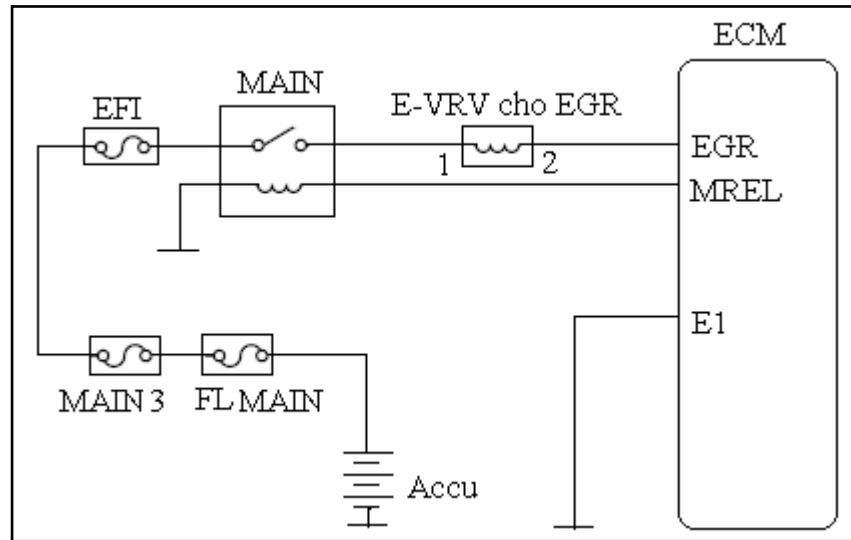 ECM
MAIN
EFI
E-VRV cho EGR
1
2
EGR
MREL
E1
MAIN 3
FL MAIN
Accu